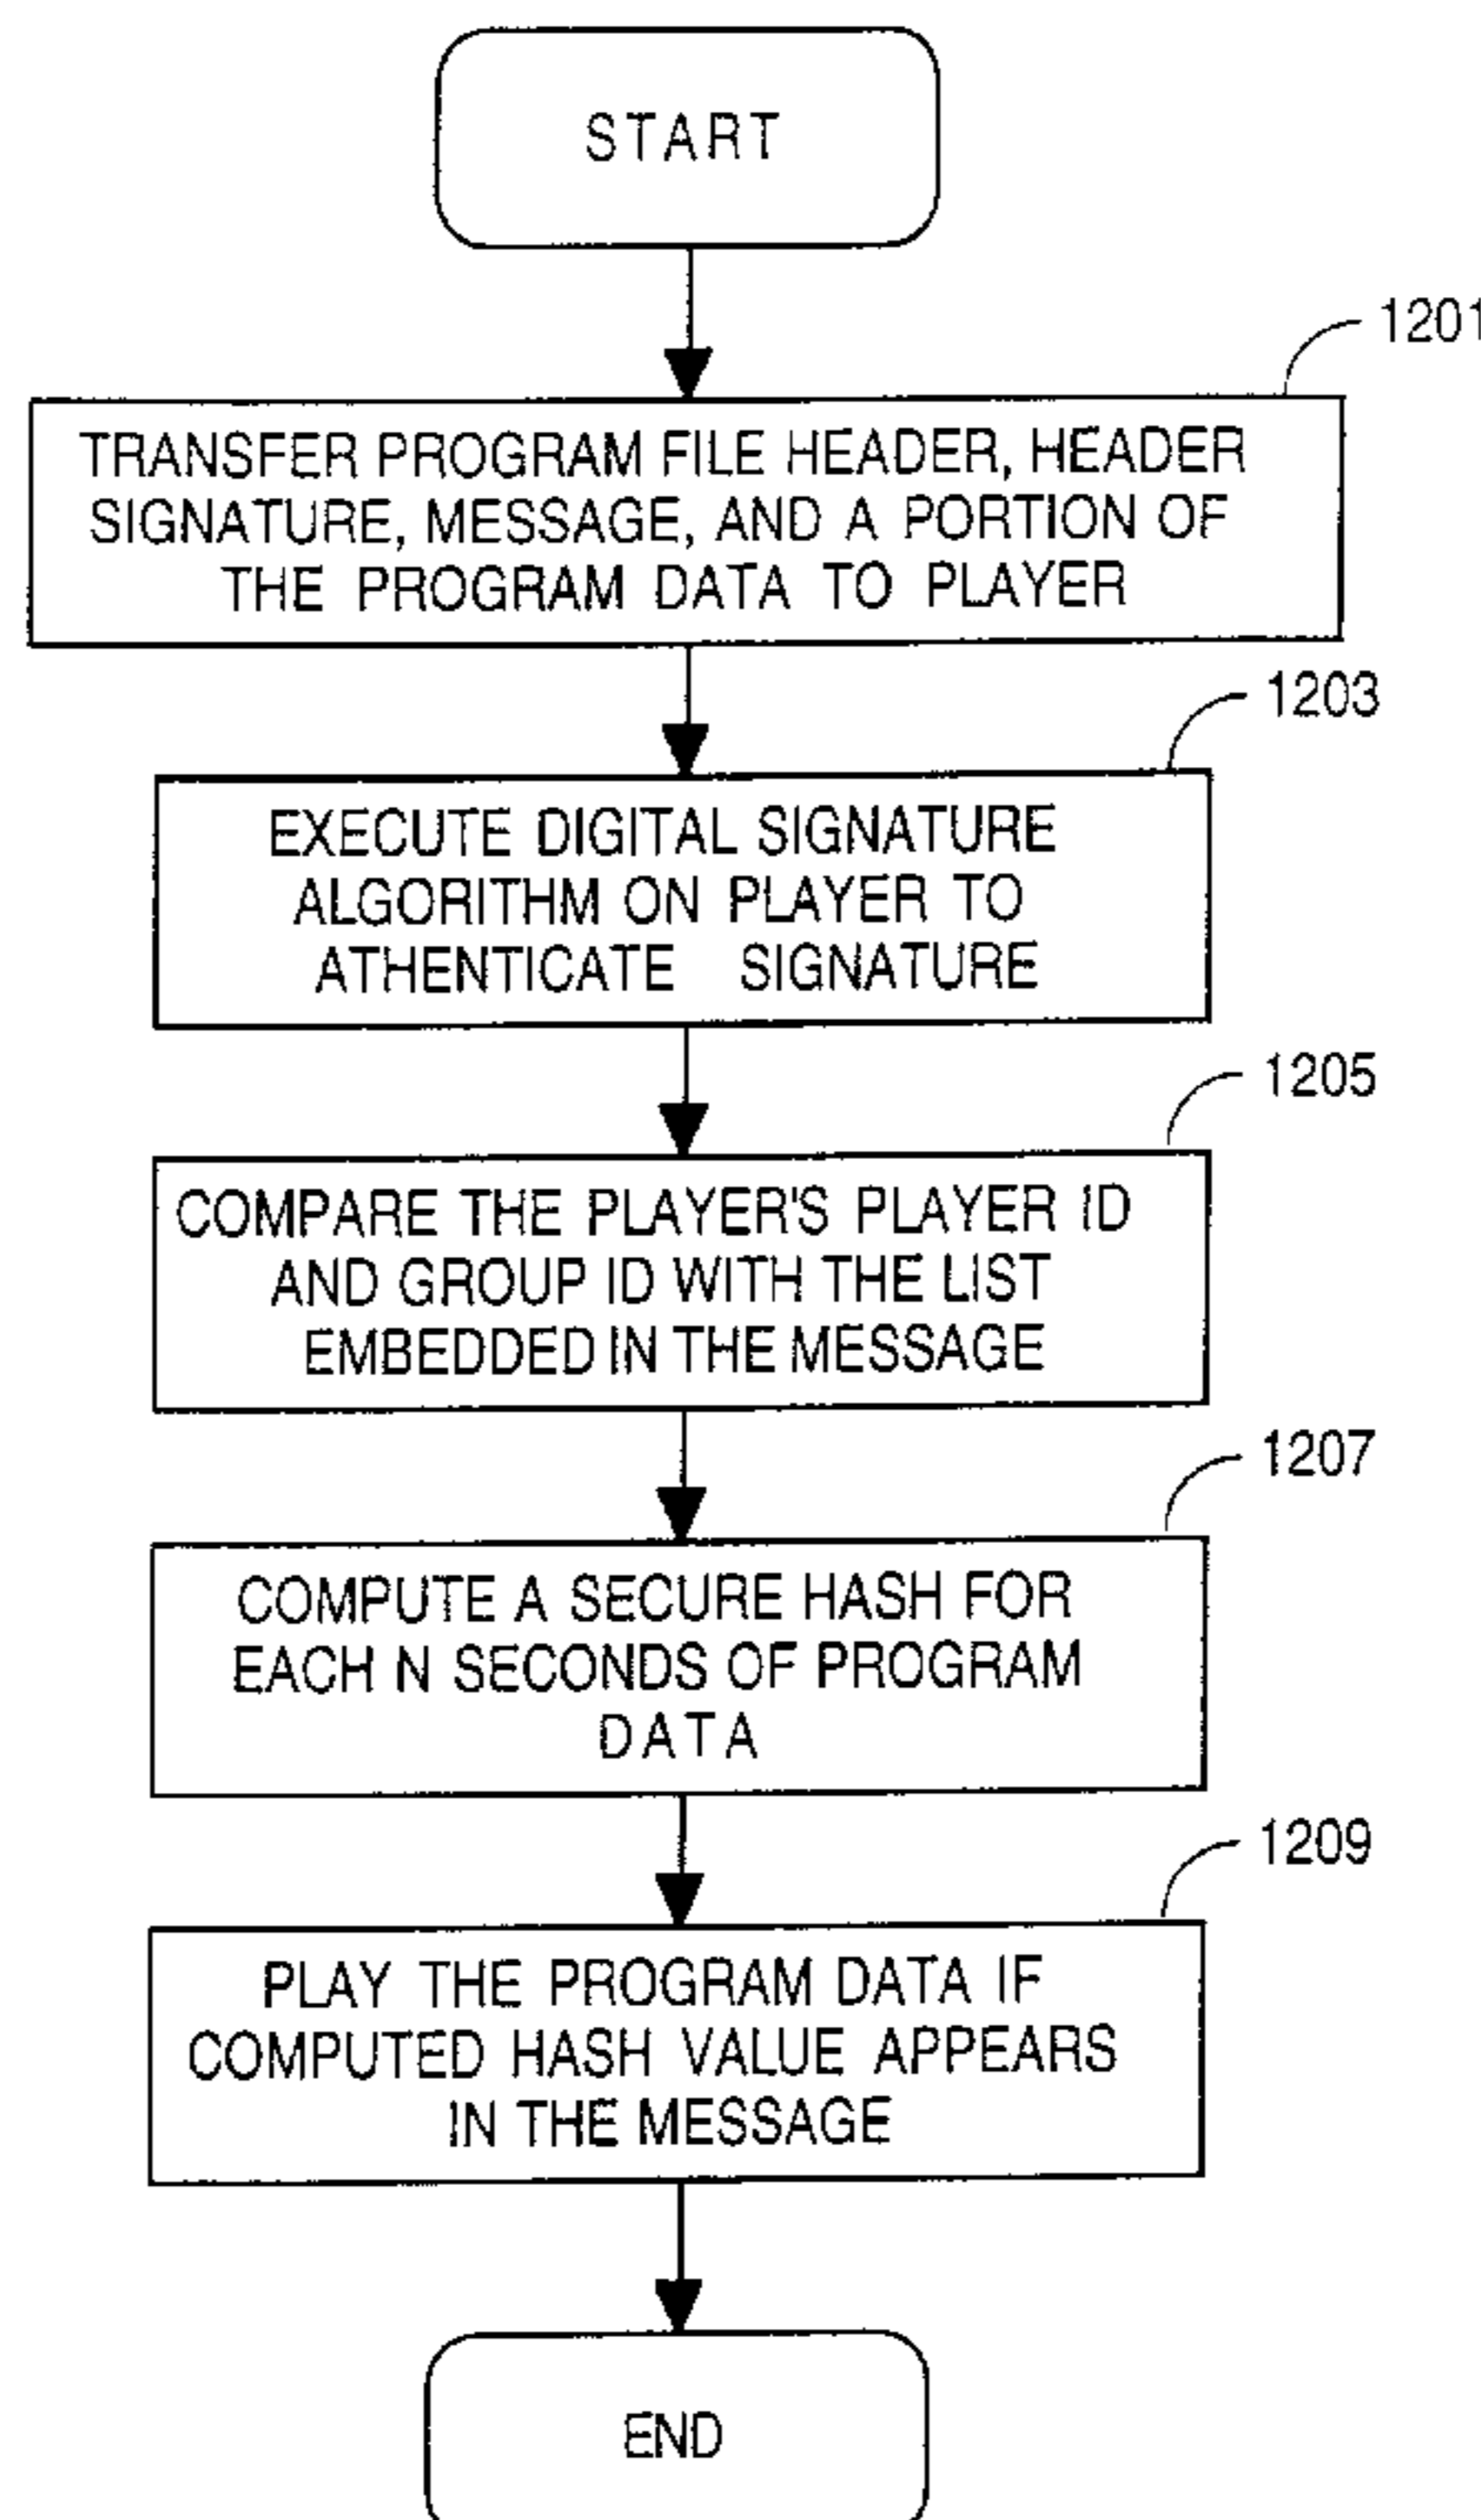 START
1201
TRANSFER PROGRAM FILE HEADER, HEADER
SIGNATURE, MESSAGE, AND A PORTION OF
THE PROGRAM DATA TO PLAYER
1203
EXECUTE DIGITAL SIGNATURE
ALGORITHM ON PLAYER TO
ATHENTICATE SIGNATURE
1205
COMPARE THE PLAYER'S PLAYER ID
AND GROUP ID WITH THE LIST
EMBEDDED IN THE MESSAGE
1207
COMPUTE A SECURE HASH FOR
EACH N SECONDS OF PROGRAM
DATA
1209
PLAY THE PROGRAM DATA IF
COMPUTED HASH VALUE APPEARS
IN THE MESSAGE
END